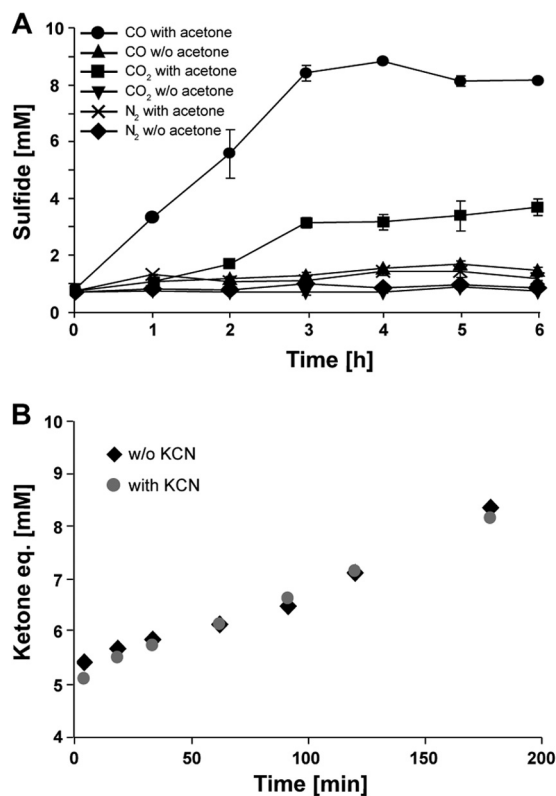 A
CO with acetone
CO w/o acetone
CO₂ with acetone
CO₂ w/o acetone
N₂ with acetone
N₂ w/o acetone
Sulfide [mM]
10
8
6
4
2
0
0 1 2 3 4 5 6
Time [h]
B
w/o KCN
with KCN
Ketone eq. [mM]
10
9
8
7
6
5
4
0 50 100 150 200
Time [min]